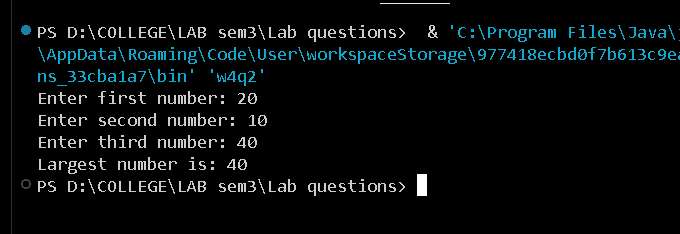 PS D:\COLLEGE\LAB sem3\Lab questions>  & 'C:\Program Files\Java\j
\AppData\Roaming\Code\User\workspaceStorage\977418ecbd0f7b613c9ea
ns_33cba1a7\bin' 'w4q2'
Enter first number: 20
Enter second number: 10
Enter third number: 40
Largest number is: 40
PS D:\COLLEGE\LAB sem3\Lab questions>